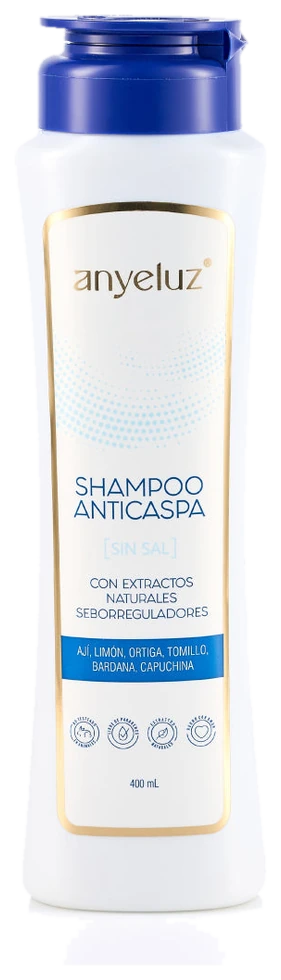 anyeluz®
SHAMPOO
ANTICASPA
[SIN SAL]
CON EXTRACTOS
NATURALES
SEBORREGULADORES
AJÍ, LIMÓN, ORTIGA, TOMILLO,
BARDANA, CAPUCHINA
400 mL